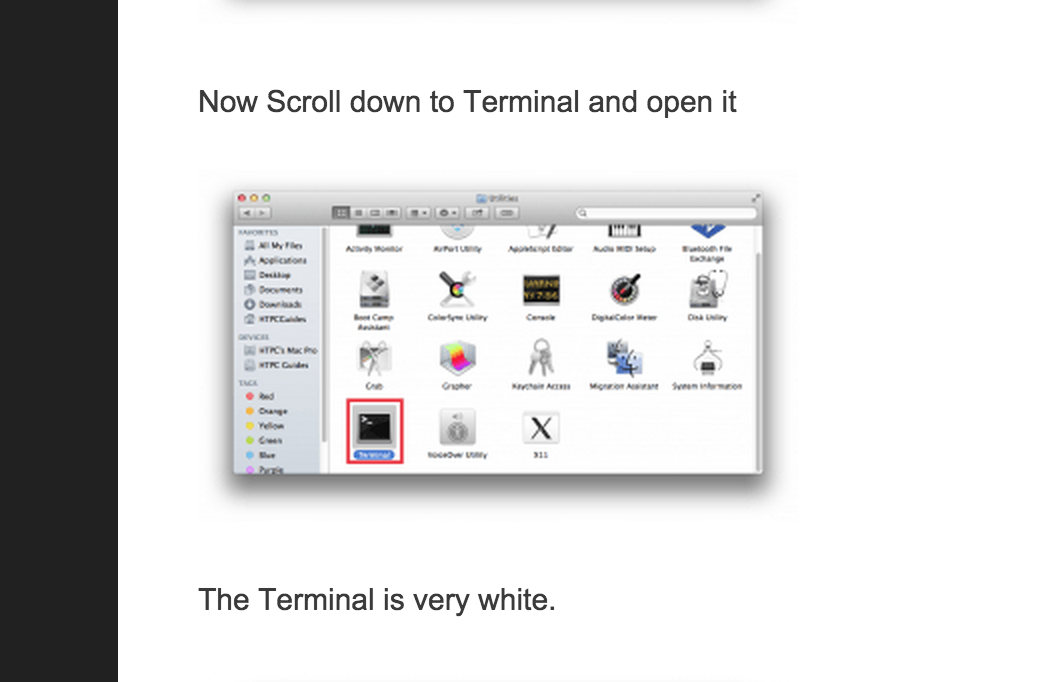 Now Scroll down to Terminal and open it
Utilities
FAVORITES
All My Files
Applications
Desktop
Documents
Downloads
HTPCGuides
DEVICES
HTPC's Mac Pro
HTPC Guides
TAGS
Red
Orange
Yellow
Green
Blue
Purple
Activity Monitor
AirPort Utility
AppleScript Editor
Audio MIDI Setup
Bluetooth File
Exchange
Boot Camp
Assistant
ColorSync Utility
Console
DigitalColor Meter
Disk Utility
Grab
Grapher
Keychain Access
Migration Assistant
System Information
Terminal
VoiceOver Utility
X11
The Terminal is very white.